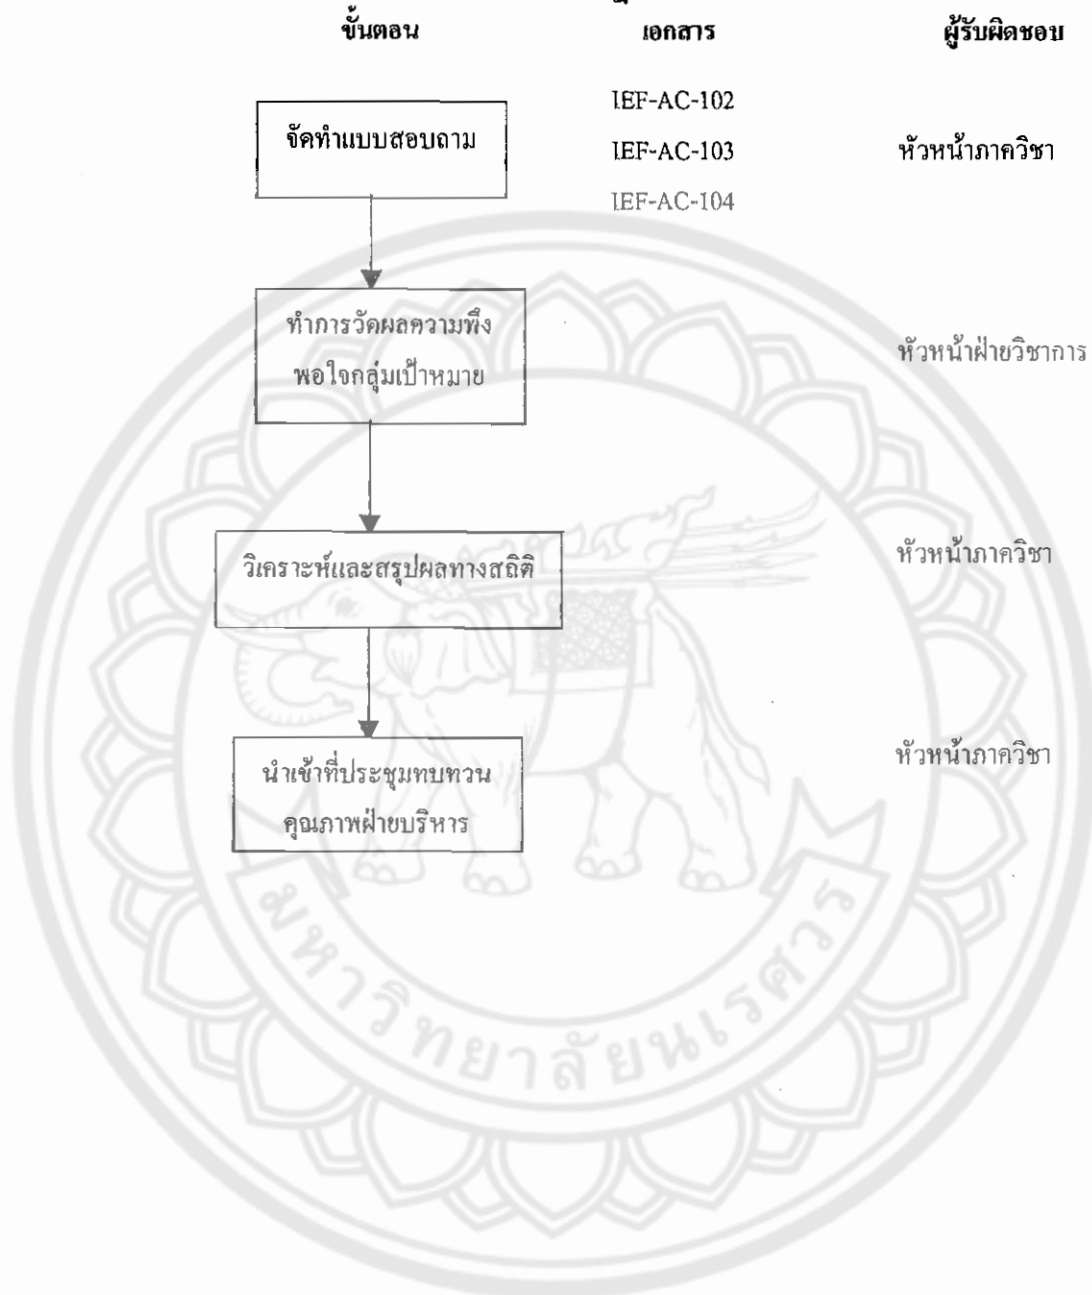 ขั้นตอน เอกสาร ผู้รับผิดชอบ
IEF-AC-102
จัดทำแบบสอบถาม IEF-AC-103 หัวหน้าภาควิชา
IEF-AC-104
ทำการวัดผลความพึง
พอใจกลุ่มเป้าหมาย
หัวหน้าฝ่ายวิชาการ
วิเคราะห์และสรุปผลทางสถิติ หัวหน้าภาควิชา
นำเข้าที่ประชุมทบทวน
คุณภาพฝ่ายบริหาร
หัวหน้าภาควิชา
มหาวิทยาลัยนเรศวร